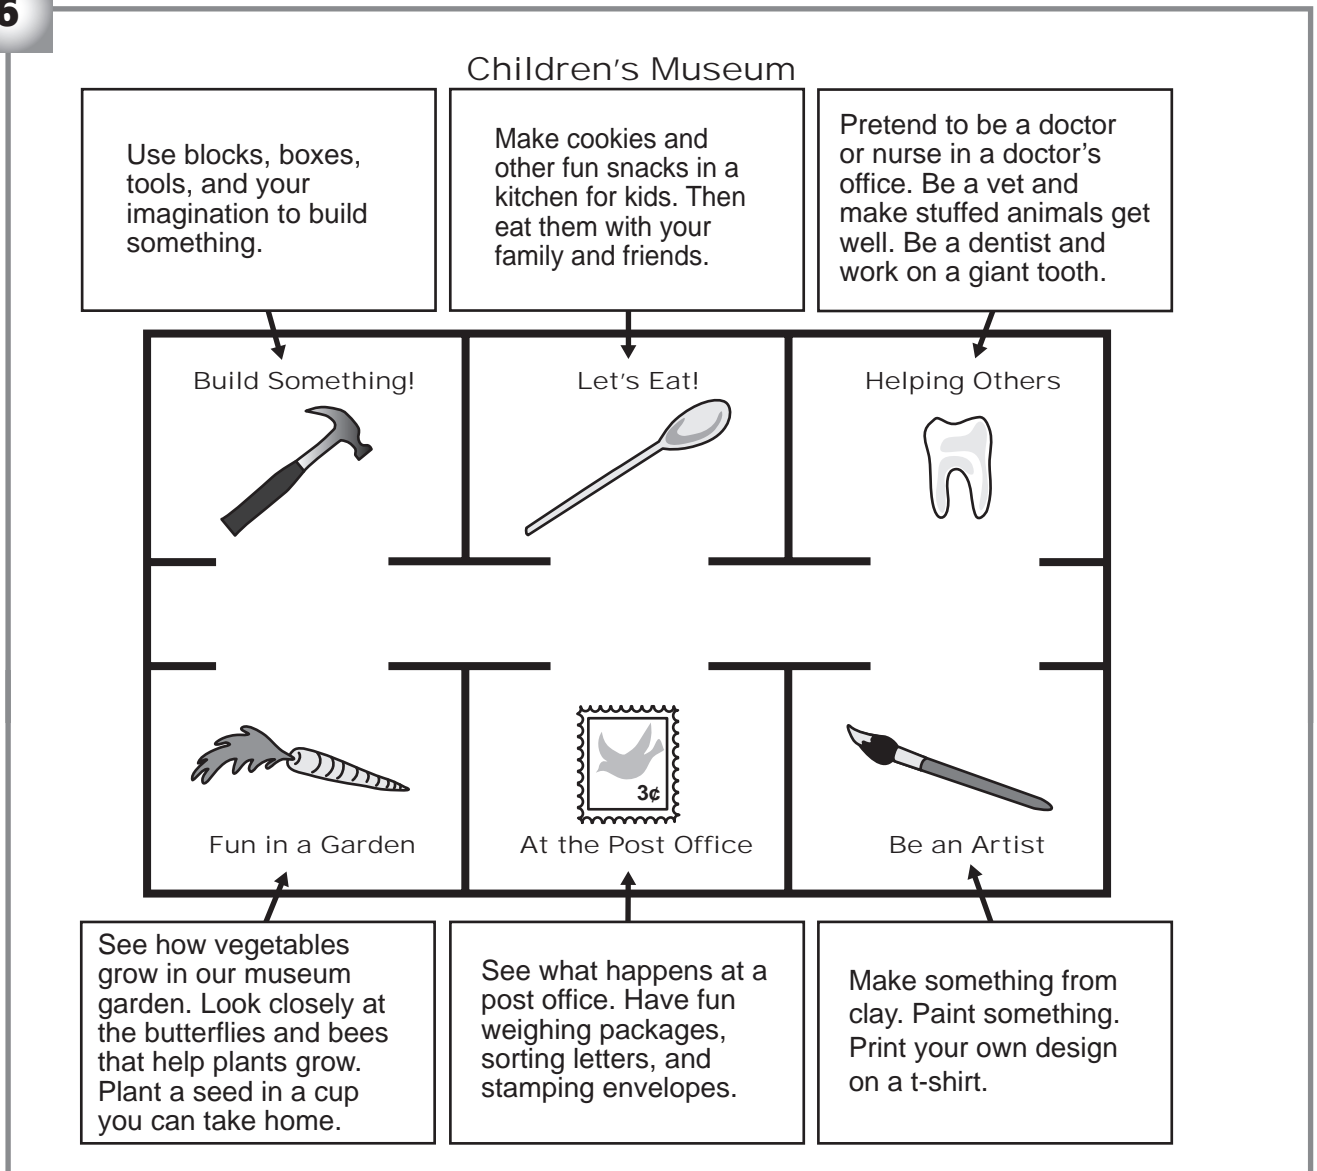 6
Children's Museum
Use blocks, boxes,
tools, and your
imagination to build
something.
Make cookies and
other fun snacks in a
kitchen for kids. Then
eat them with your
family and friends.
Pretend to be a doctor
or nurse in a doctor's
office. Be a vet and
make stuffed animals get
well. Be a dentist and
work on a giant tooth.
Build Something!
Let's Eat!
Helping Others
3¢
Fun in a Garden
At the Post Office
Be an Artist
See how vegetables
grow in our museum
garden. Look closely at
the butterflies and bees
that help plants grow.
Plant a seed in a cup
you can take home.
See what happens at a
post office. Have fun
weighing packages,
sorting letters, and
stamping envelopes.
Make something from
clay. Paint something.
Print your own design
on a t-shirt.